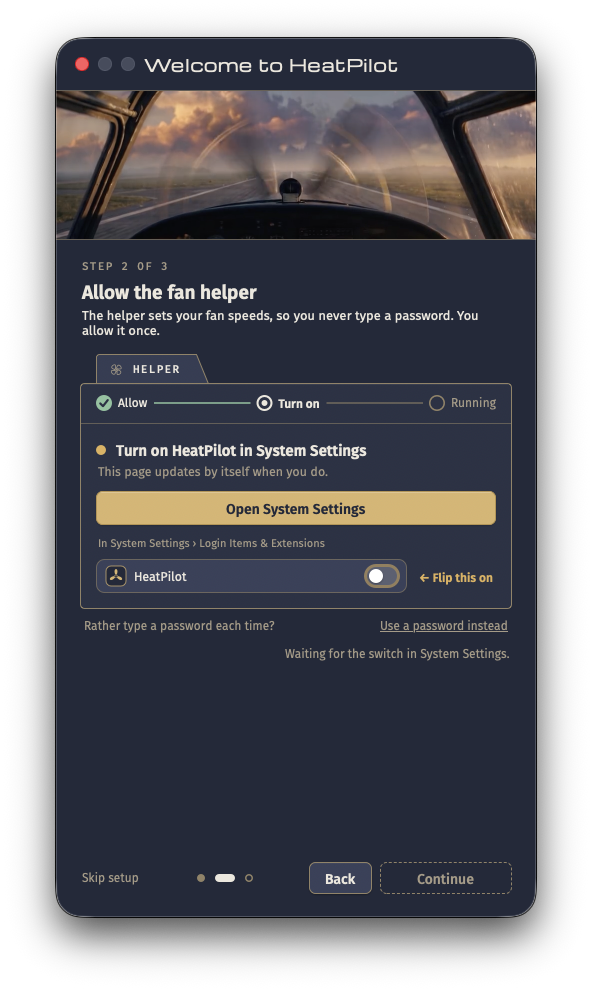 Welcome to HeatPilot
STEP 2 OF 3
Allow the fan helper
The helper sets your fan speeds, so you never type a password. You
allow it once.
HELPER
Allow
Turn on
Running
Turn on HeatPilot in System Settings
This page updates by itself when you do.
Open System Settings
In System Settings › Login Items & Extensions
HeatPilot
← Flip this on
Rather type a password each time?
Use a password instead
Waiting for the switch in System Settings.
Skip setup
Back
Continue